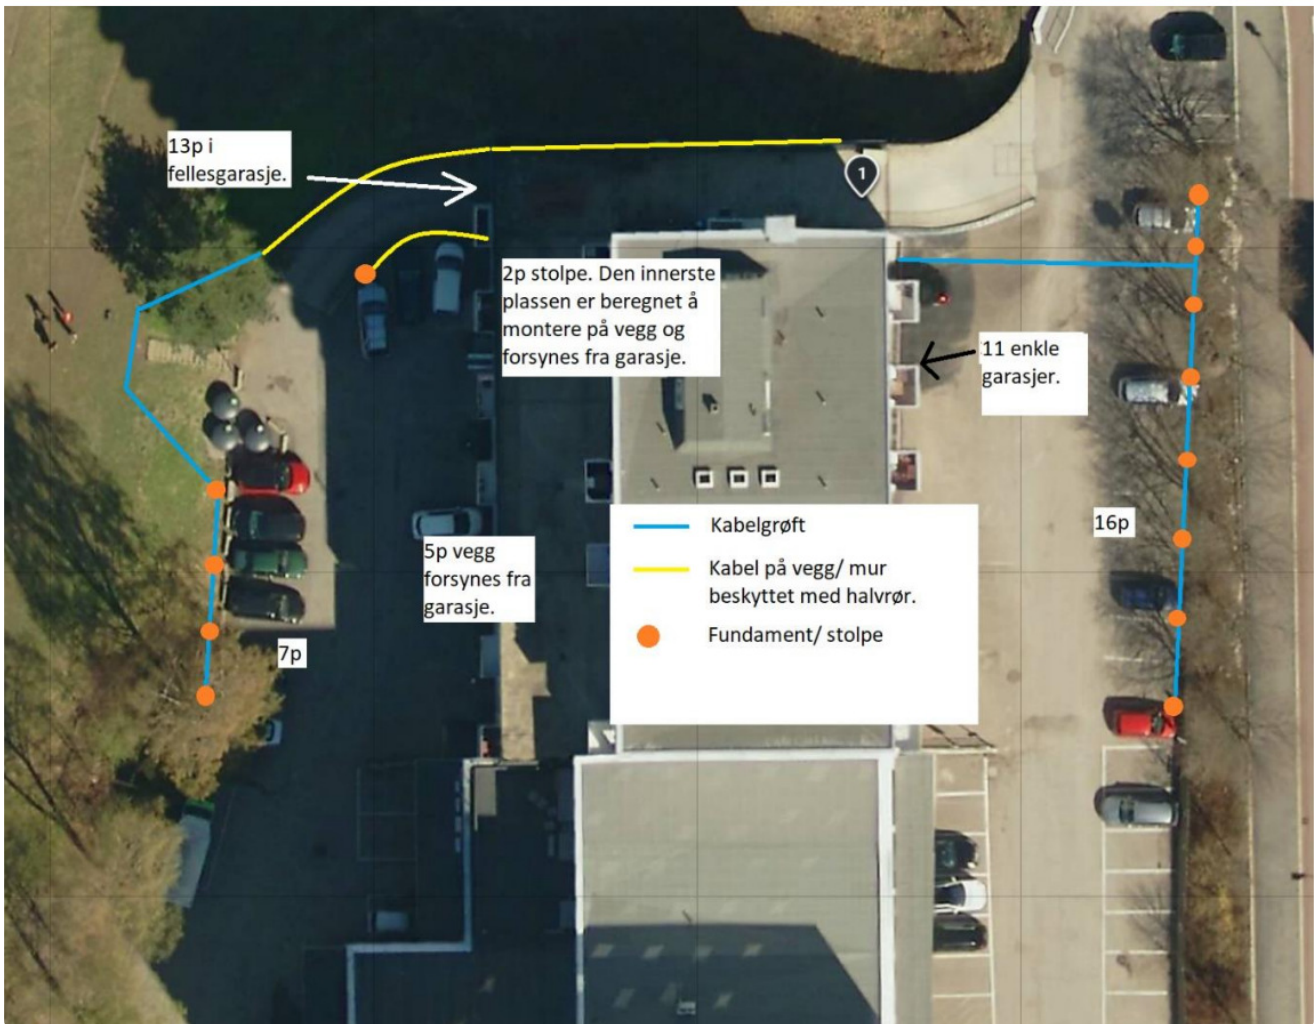 13p i
fellesgarasje.
1
2p stolpe. Den innerste
plassen er beregnet å
montere på vegg og
forsynes fra garasje.
11 enkle
garasjer.
16p
5p vegg
forsynes fra
garasje.
7p
Kabelgrøft
Kabel på vegg/ mur
beskyttet med halvrør.
Fundament/ stolpe